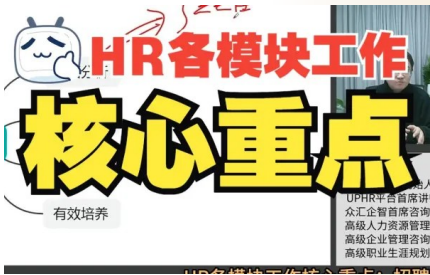 HR各模块工作
核心重点
有效培养
UPHR平台首席讲
众汇企智首席咨询
高级人力资源管理
高级企业管理咨询
高级职业生涯规划
HR各模块工作核心重点：招聘